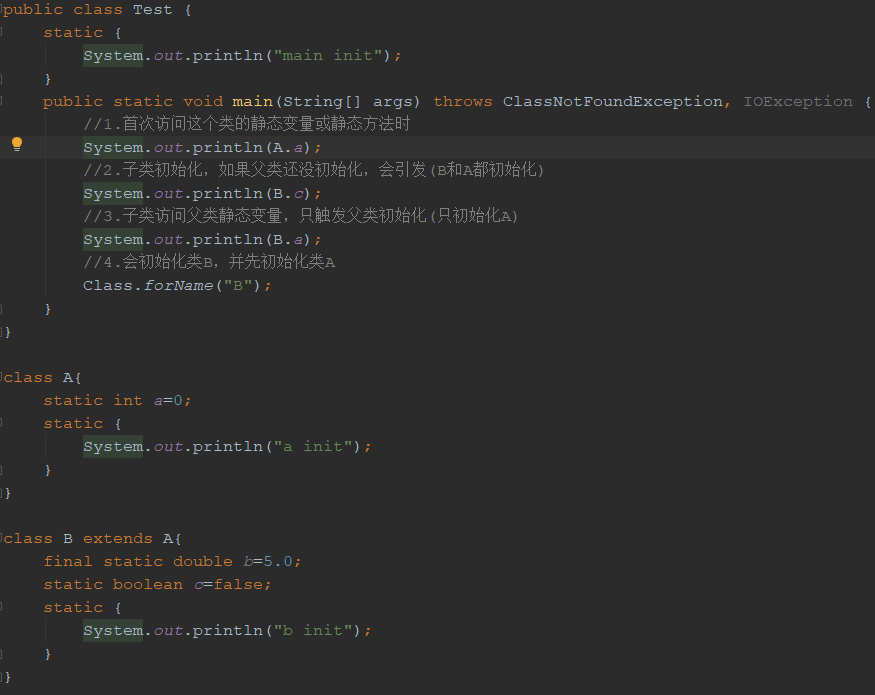 public class Test {
    static {
        System.out.println("main init");
    }
    public static void main(String[] args) throws ClassNotFoundException, IOException {
        //1.首次访问这个类的静态变量或静态方法时
        System.out.println(A.a);
        //2.子类初始化，如果父类还没初始化，会引发(B和A都初始化)
        System.out.println(B.c);
        //3.子类访问父类静态变量，只触发父类初始化(只初始化A)
        System.out.println(B.a);
        //4.会初始化类B，并先初始化类A
        Class.forName("B");
    }
}
class A{
    static int a=0;
    static {
        System.out.println("a init");
    }
}
class B extends A{
    final static double b=5.0;
    static boolean c=false;
    static {
        System.out.println("b init");
    }
}